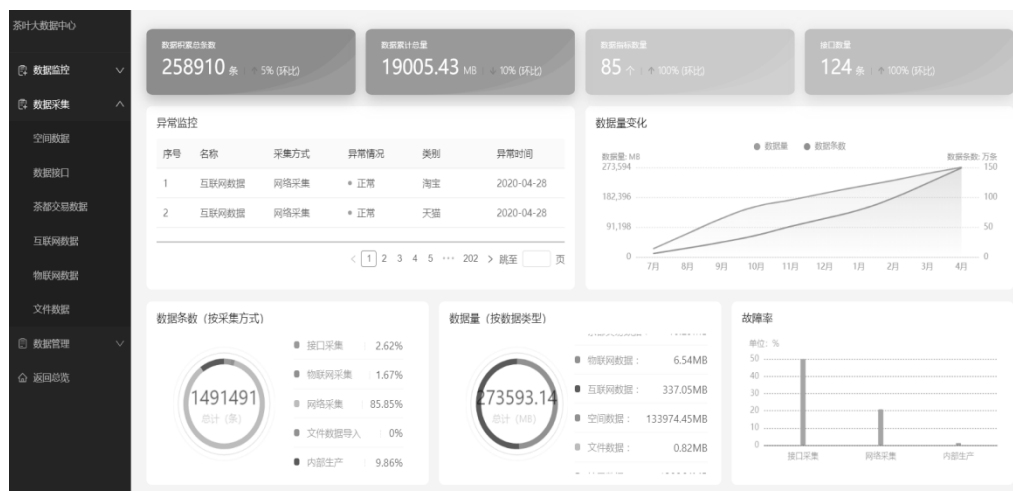 茶叶大数据中心
数据监控
数据采集
空间数据
数据接口
茶都交易数据
互联网数据
物联网数据
文件数据
数据管理
返回总览
数据积累总条数
258910 条 ↑ 5% (环比)
数据累计总量
19005.43 MB ↓ 10% (环比)
数据指标数量
85 个 ↑ 100% (环比)
接口数量
124 条 ↑ 100% (环比)
异常监控
序号 名称 采集方式 异常情况 类别 异常时间
1 互联网数据 网络采集 正常 淘宝 2020-04-28
2 互联网数据 网络采集 正常 天猫 2020-04-28
< 1 2 3 4 5 ··· 202 > 跳至 页
数据量变化
数据量 数据条数
数据量: MB 数据条数: 万条
273,594 150
182,396 100
91,198 50
0 0
7月 8月 9月 10月 11月 12月 1月 2月 3月 4月
数据条数（按采集方式）
1491491
总计（条）
接口采集 2.62%
物联网采集 1.67%
网络采集 85.85%
文件数据导入 0%
内部生产 9.86%
数据量（按数据类型）
273593.14
总计（MB）
物联网数据： 6.54MB
互联网数据： 337.05MB
空间数据： 133974.45MB
文件数据： 0.82MB
故障率
单位：%
50
40
30
20
10
0
接口采集 网络采集 内部生产